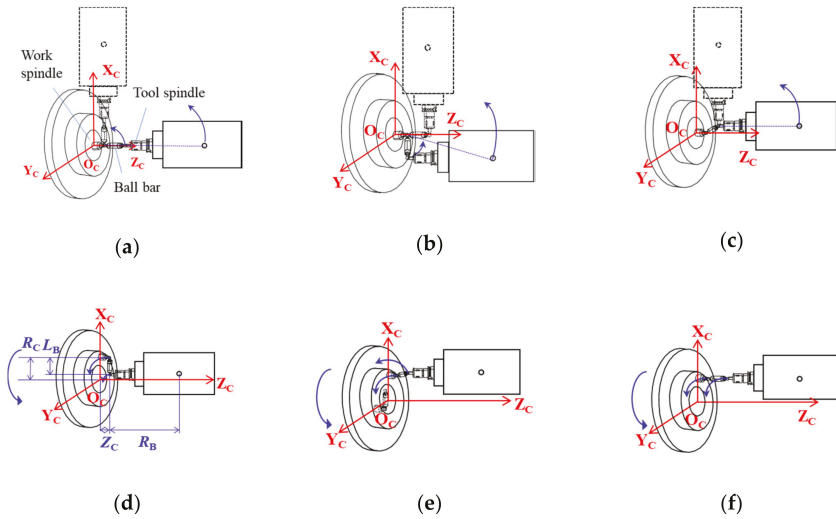 Work
spindle
X_C
Tool spindle
Z_C
O_C
Y_C
Ball bar
(a)
X_C
O_C
Z_C
Y_C
(b)
X_C
O_C
Z_C
Y_C
(c)
X_C
R_C L_B
Z_C
O_C
Y_C
Z_C
R_B
(d)
X_C
O_C
Z_C
Y_C
(e)
X_C
O_C
Z_C
Y_C
(f)